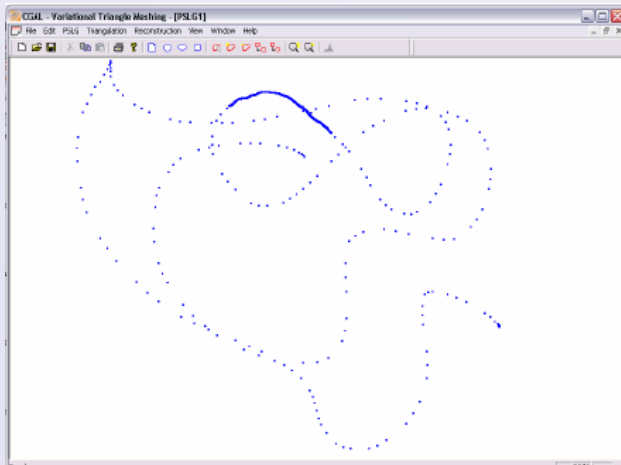 CGAL - Variational Triangle Meshing - [PSLG1]
File Edit PSLG Triangulation Reconstruction View Window Help